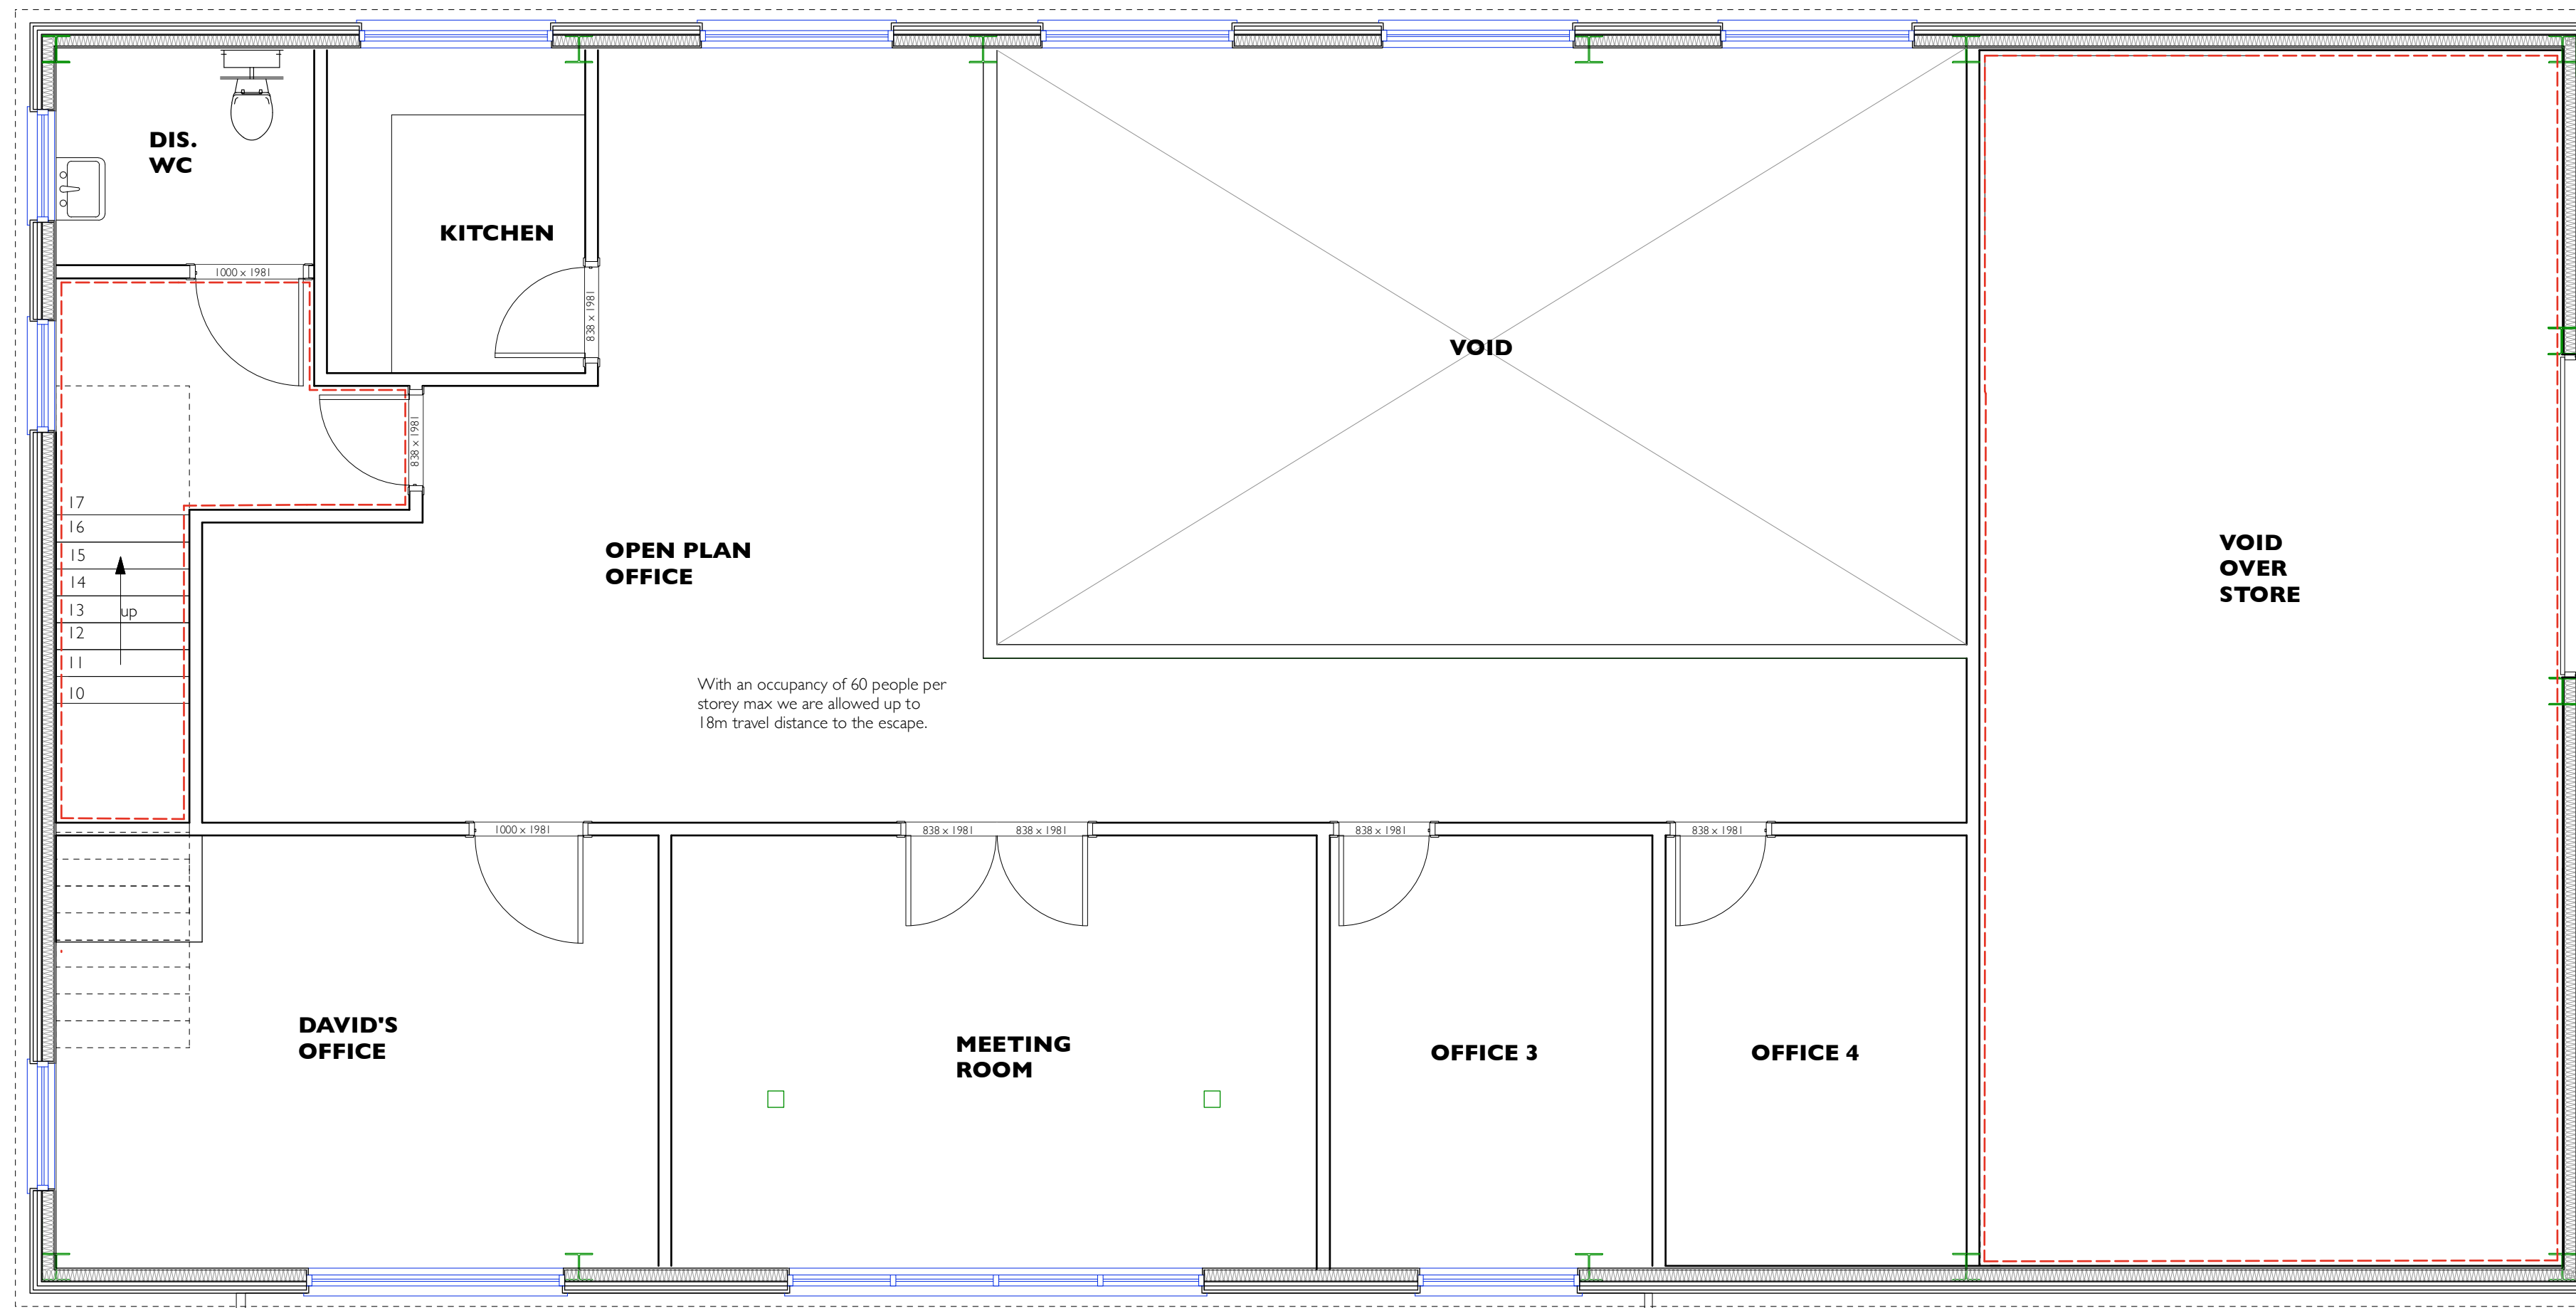 DIS.
WC
KITCHEN
1000 x 1981
838 x 1981
838 x 1981
VOID
17
16
15
14
13
12
11
10
up
OPEN PLAN
OFFICE
VOID
OVER
STORE
With an occupancy of 60 people per
storey max we are allowed up to
18m travel distance to the escape.
1000 x 1981
838 x 1981
838 x 1981
838 x 1981
838 x 1981
DAVID'S
OFFICE
MEETING
ROOM
OFFICE 3
OFFICE 4